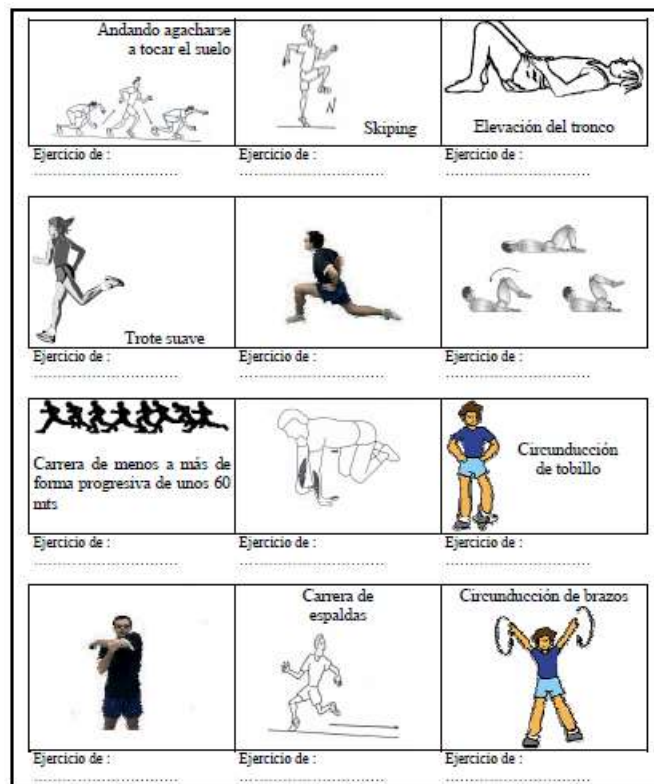 Andando agacharse
a tocar el suelo
Skiping
Elevación del tronco
Ejercicio de :
..............................
Ejercicio de :
..............................
Ejercicio de :
..............................
Trote suave
Ejercicio de :
..............................
Ejercicio de :
..............................
Ejercicio de :
..............................
Carrera de menos a más de
forma progresiva de unos 60
mts
Circunducción
de tobillo
Ejercicio de :
..............................
Ejercicio de :
..............................
Ejercicio de :
..............................
Carrera de
espaldas
Circunducción de brazos
Ejercicio de :
..............................
Ejercicio de :
..............................
Ejercicio de :
..............................